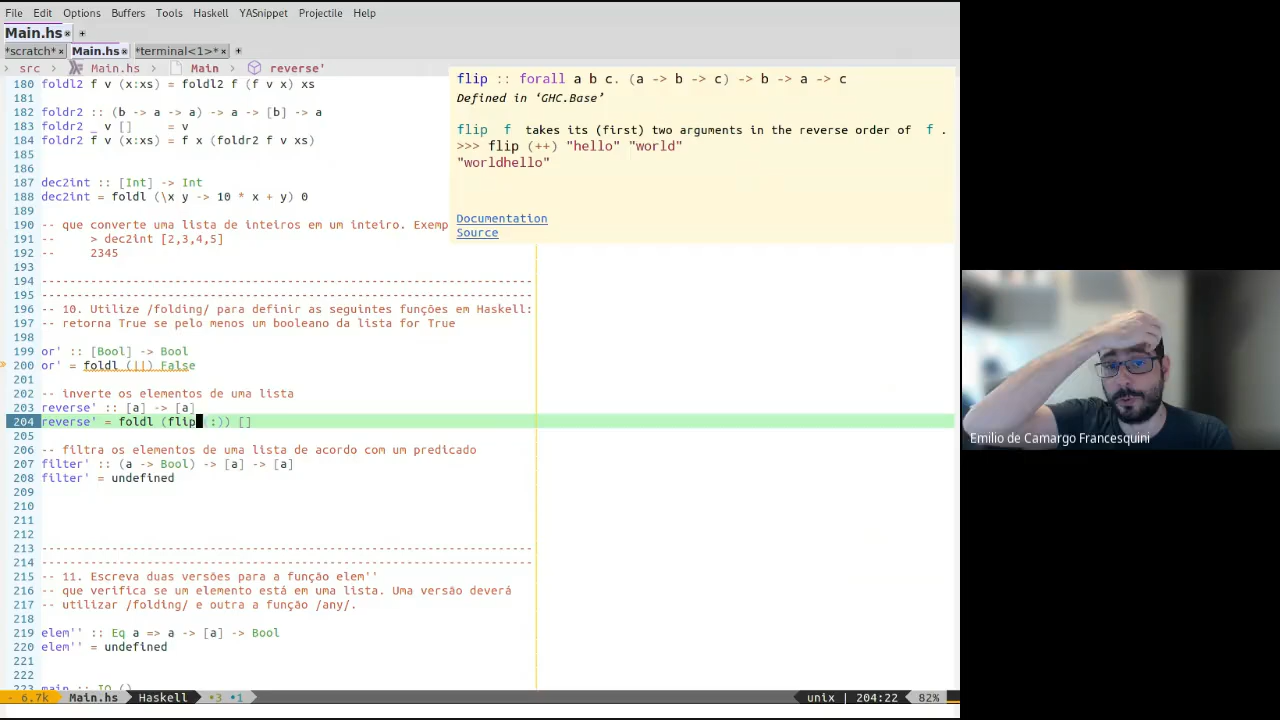 File Edit Options Buffers Tools Haskell YASnippet Projectile Help
Main.hs × +
*scratch* × Main.hs × *terminal<1>* × +
src > Main.hs > Main > reverse'
180 foldl2 f v (x:xs) = foldl2 f (f v x) xs
181
182 foldr2 :: (b -> a -> a) -> a -> [b] -> a
183 foldr2 _ v [] = v
184 foldr2 f v (x:xs) = f x (foldr2 f v xs)
185
186
187 dec2int :: [Int] -> Int
188 dec2int = foldl (\x y -> 10 * x + y) 0
189
190 -- que converte uma lista de inteiros em um inteiro. Exemp
191 -- > dec2int [2,3,4,5]
192 -- 2345
193
194 ----------------------------------------------------------------------
195 ----------------------------------------------------------------------
196 -- 10. Utilize /folding/ para definir as seguintes funções em Haskell:
197 -- retorna True se pelo menos um booleano da lista for True
198
199 or' :: [Bool] -> Bool
200 or' = foldl (||) False
201
202 -- inverte os elementos de uma lista
203 reverse' :: [a] -> [a]
204 reverse' = foldl (flip (:)) []
205
206 -- filtra os elementos de uma lista de acordo com um predicado
207 filter' :: (a -> Bool) -> [a] -> [a]
208 filter' = undefined
209
210
211
212
213 ----------------------------------------------------------------------
214 ----------------------------------------------------------------------
215 -- 11. Escreva duas versões para a função elem''
216 -- que verifica se um elemento está em uma lista. Uma versão deverá
217 -- utilizar /folding/ e outra a função /any/.
218
219 elem'' :: Eq a => a -> [a] -> Bool
220 elem'' = undefined
221
222
223 main :: IO ()
flip :: forall a b c. (a -> b -> c) -> b -> a -> c
Defined in ‘GHC.Base’
flip f takes its (first) two arguments in the reverse order of f .
>>> flip (++) "hello" "world"
"worldhello"
Documentation
Source
Emilio de Camargo Francesquini
- 6.7k Main.hs Haskell •3 •1 unix | 204:22 82%